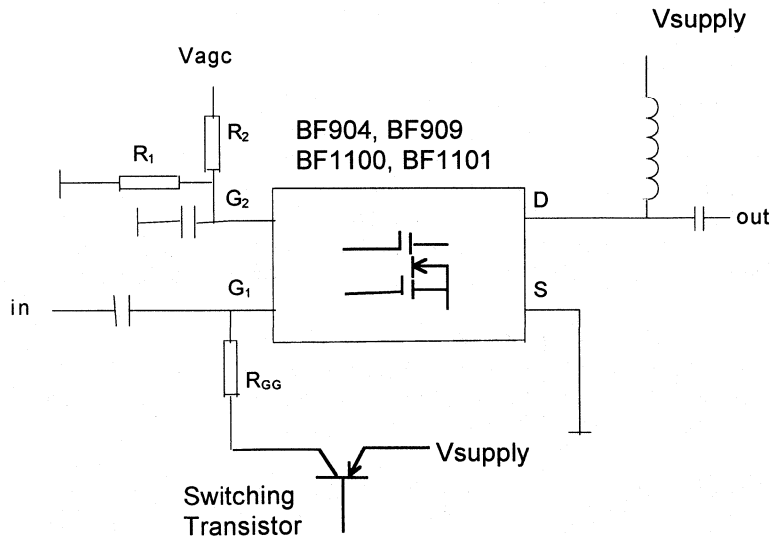 Vsupply
Vagc
R2
BF904, BF909
BF1100, BF1101
R1
G2
D
out
G1
S
in
RGG
Vsupply
Switching
Transistor